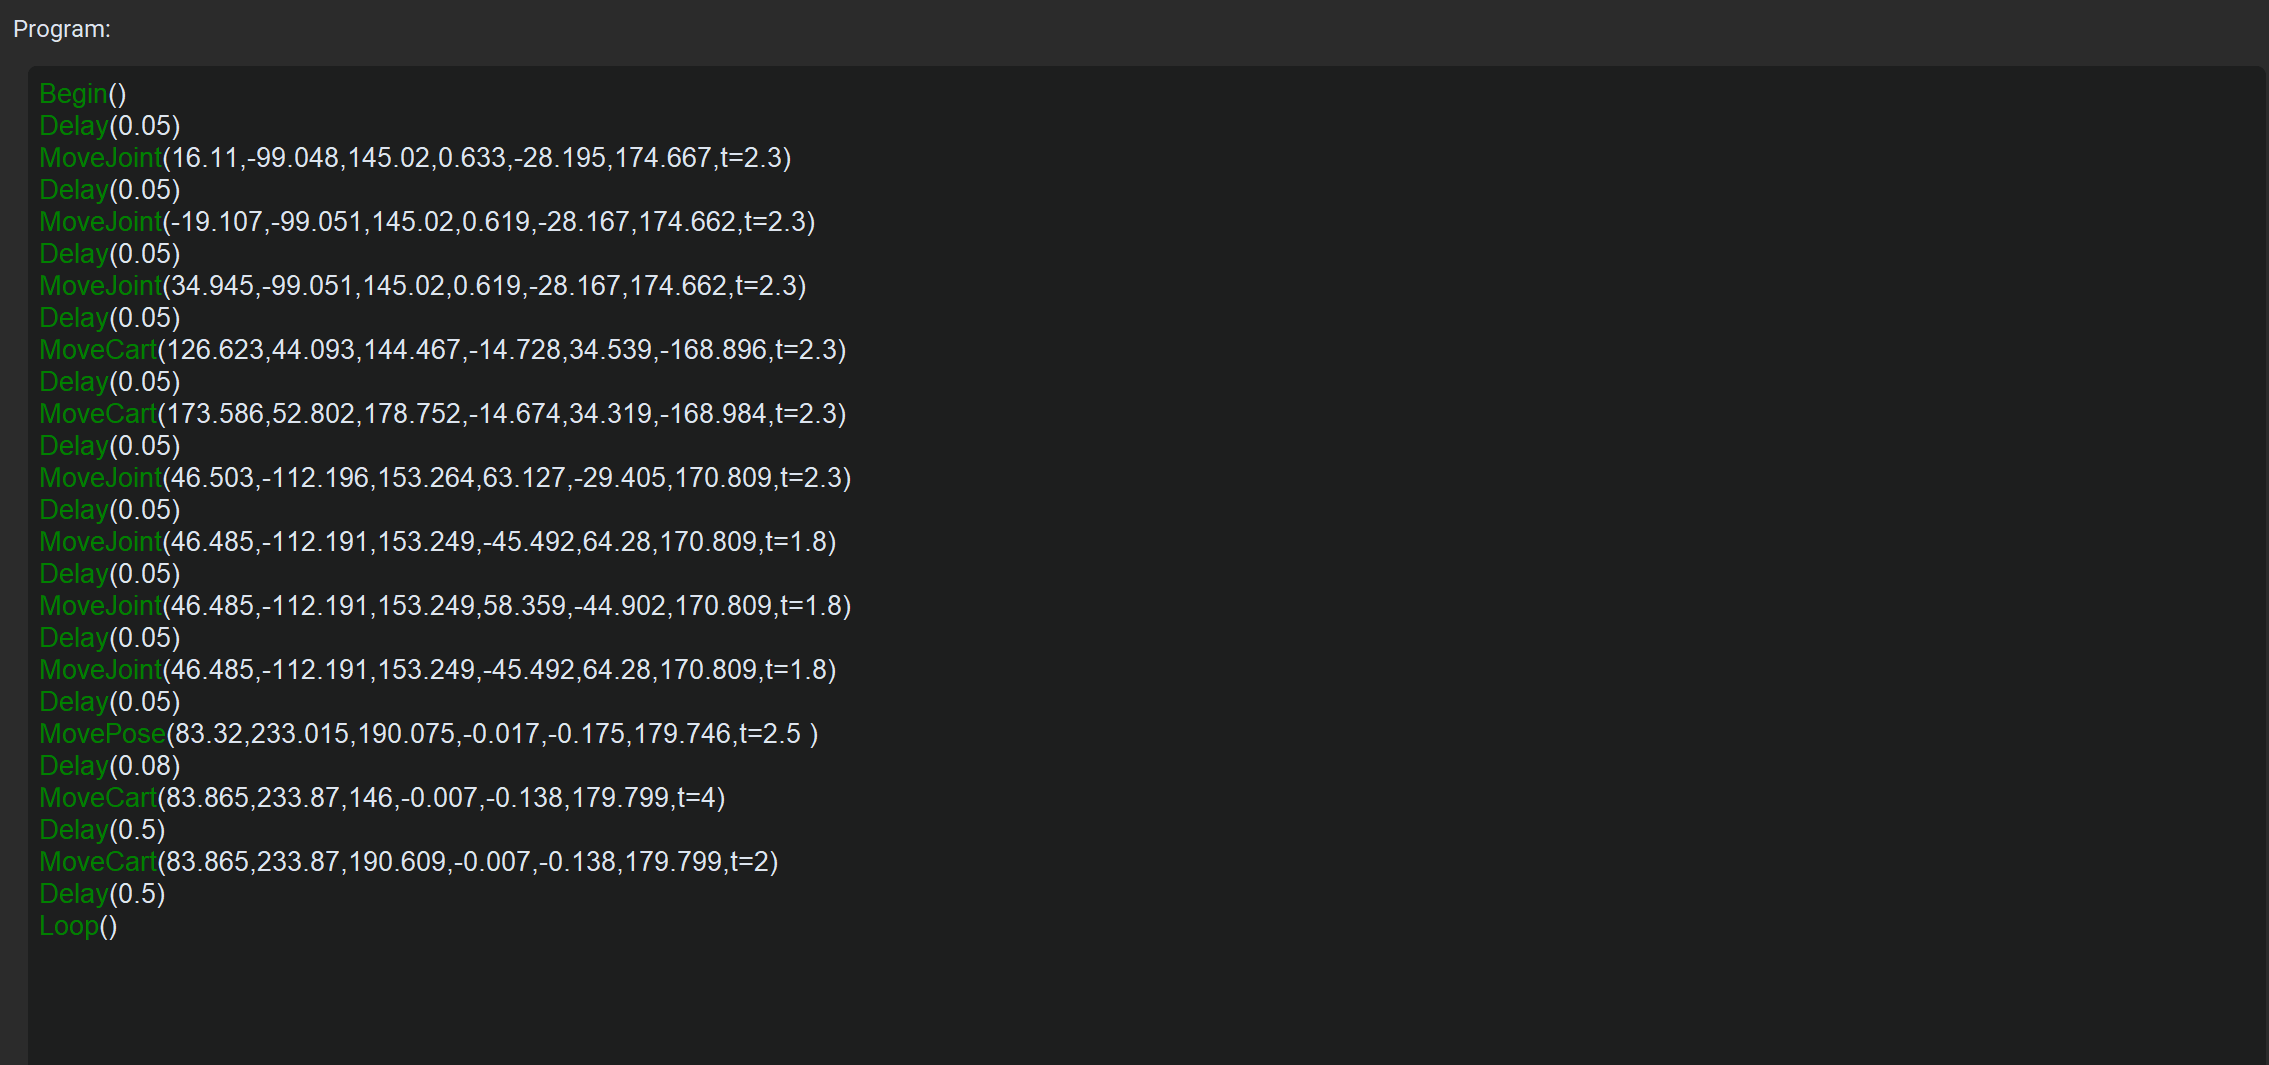 Program:
Begin()
Delay(0.05)
MoveJoint(16.11,-99.048,145.02,0.633,-28.195,174.667,t=2.3)
Delay(0.05)
MoveJoint(-19.107,-99.051,145.02,0.619,-28.167,174.662,t=2.3)
Delay(0.05)
MoveJoint(34.945,-99.051,145.02,0.619,-28.167,174.662,t=2.3)
Delay(0.05)
MoveCart(126.623,44.093,144.467,-14.728,34.539,-168.896,t=2.3)
Delay(0.05)
MoveCart(173.586,52.802,178.752,-14.674,34.319,-168.984,t=2.3)
Delay(0.05)
MoveJoint(46.503,-112.196,153.264,63.127,-29.405,170.809,t=2.3)
Delay(0.05)
MoveJoint(46.485,-112.191,153.249,-45.492,64.28,170.809,t=1.8)
Delay(0.05)
MoveJoint(46.485,-112.191,153.249,58.359,-44.902,170.809,t=1.8)
Delay(0.05)
MoveJoint(46.485,-112.191,153.249,-45.492,64.28,170.809,t=1.8)
Delay(0.05)
MovePose(83.32,233.015,190.075,-0.017,-0.175,179.746,t=2.5 )
Delay(0.08)
MoveCart(83.865,233.87,146,-0.007,-0.138,179.799,t=4)
Delay(0.5)
MoveCart(83.865,233.87,190.609,-0.007,-0.138,179.799,t=2)
Delay(0.5)
Loop()